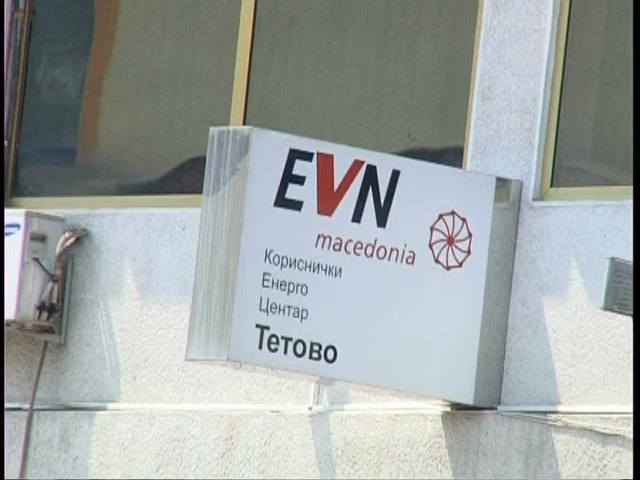 EVN
macedonia
Кориснички
Енерго
Центар
Тетово